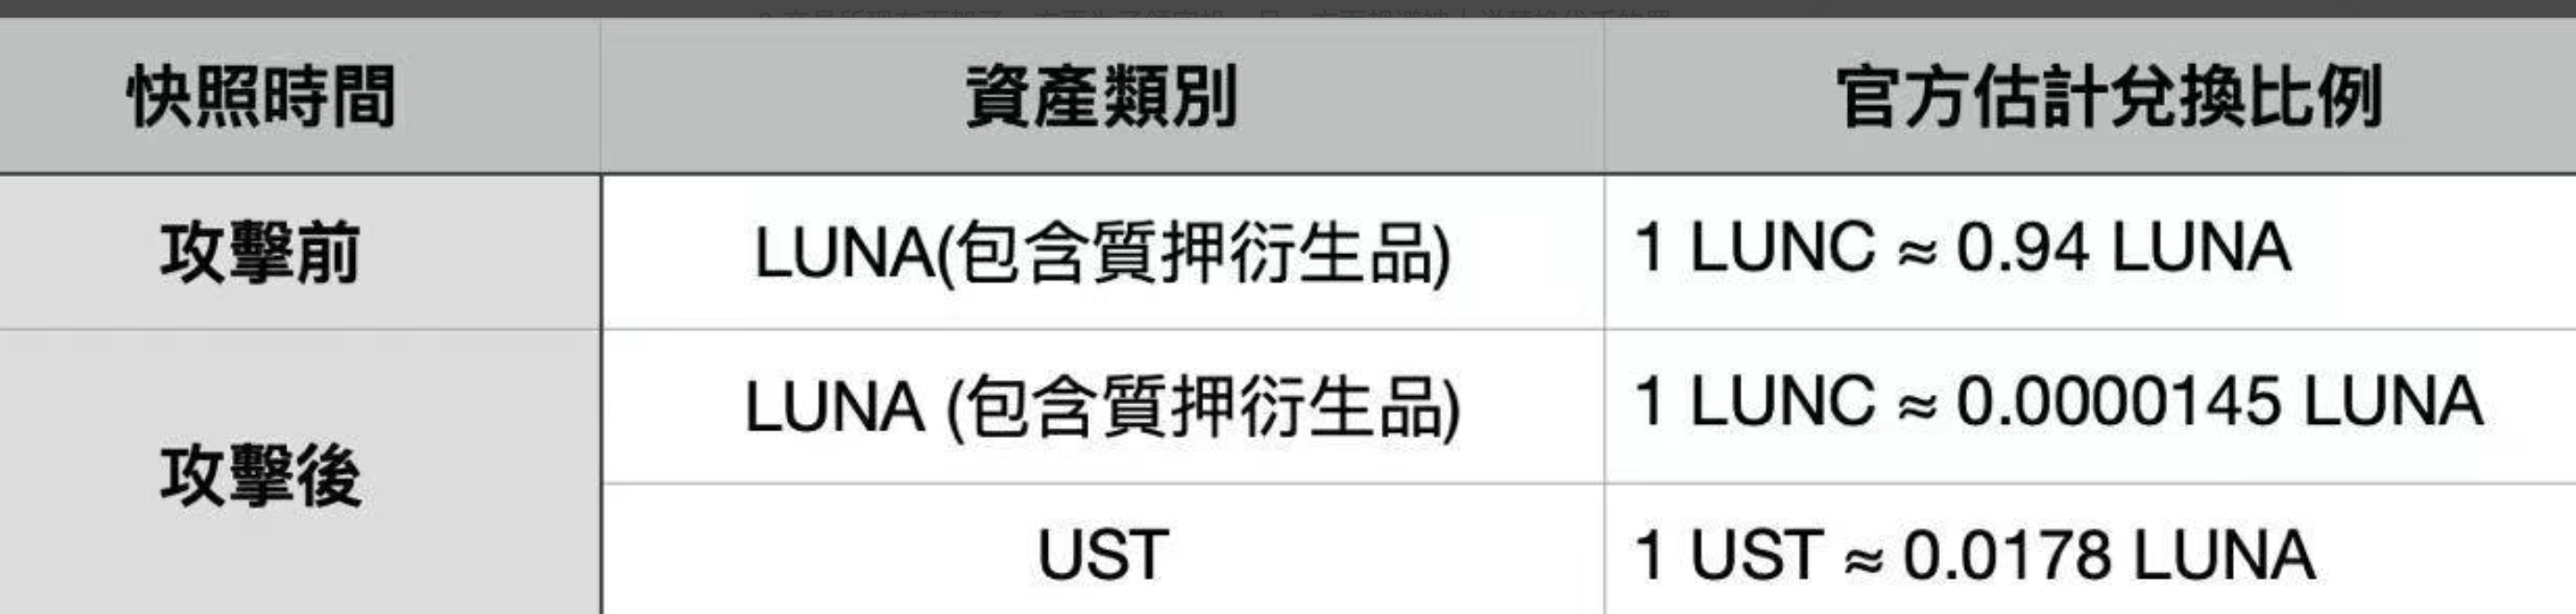 快照時間 資產類別 官方估計兌換比例
攻擊前 LUNA(包含質押衍生品) 1 LUNC ≈ 0.94 LUNA
攻擊後 LUNA (包含質押衍生品) 1 LUNC ≈ 0.0000145 LUNA
UST 1 UST ≈ 0.0178 LUNA